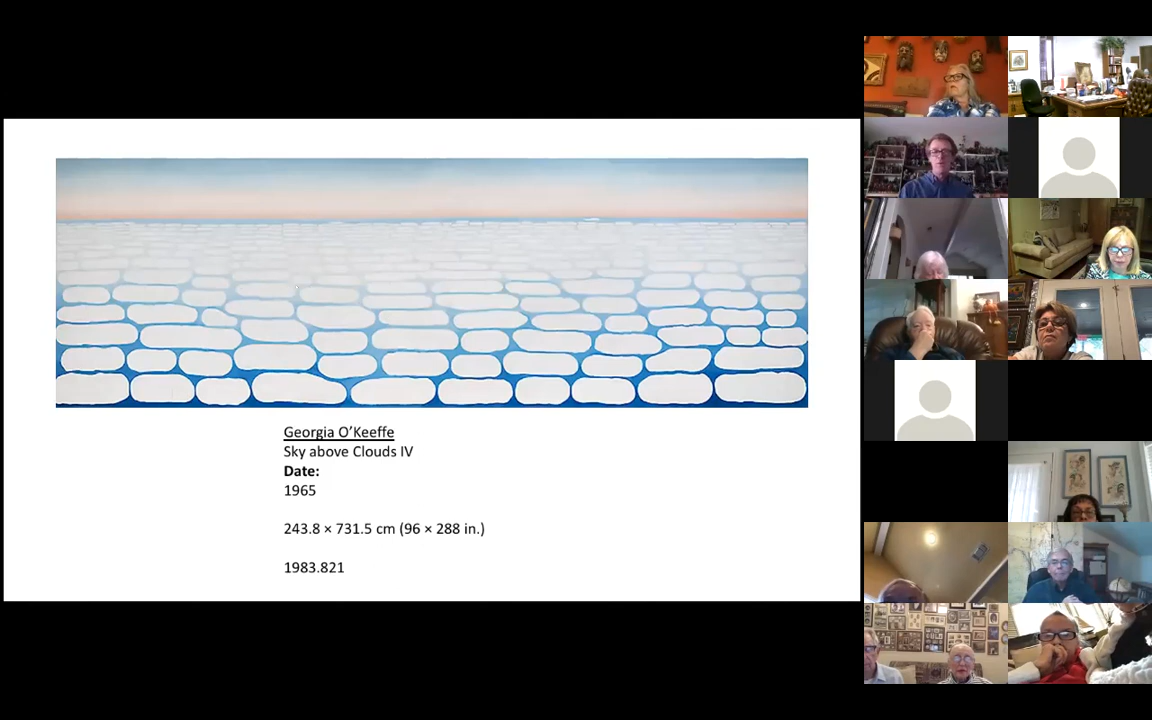 Georgia O’Keeffe
Sky above Clouds IV
Date:
1965
243.8 × 731.5 cm (96 × 288 in.)
1983.821